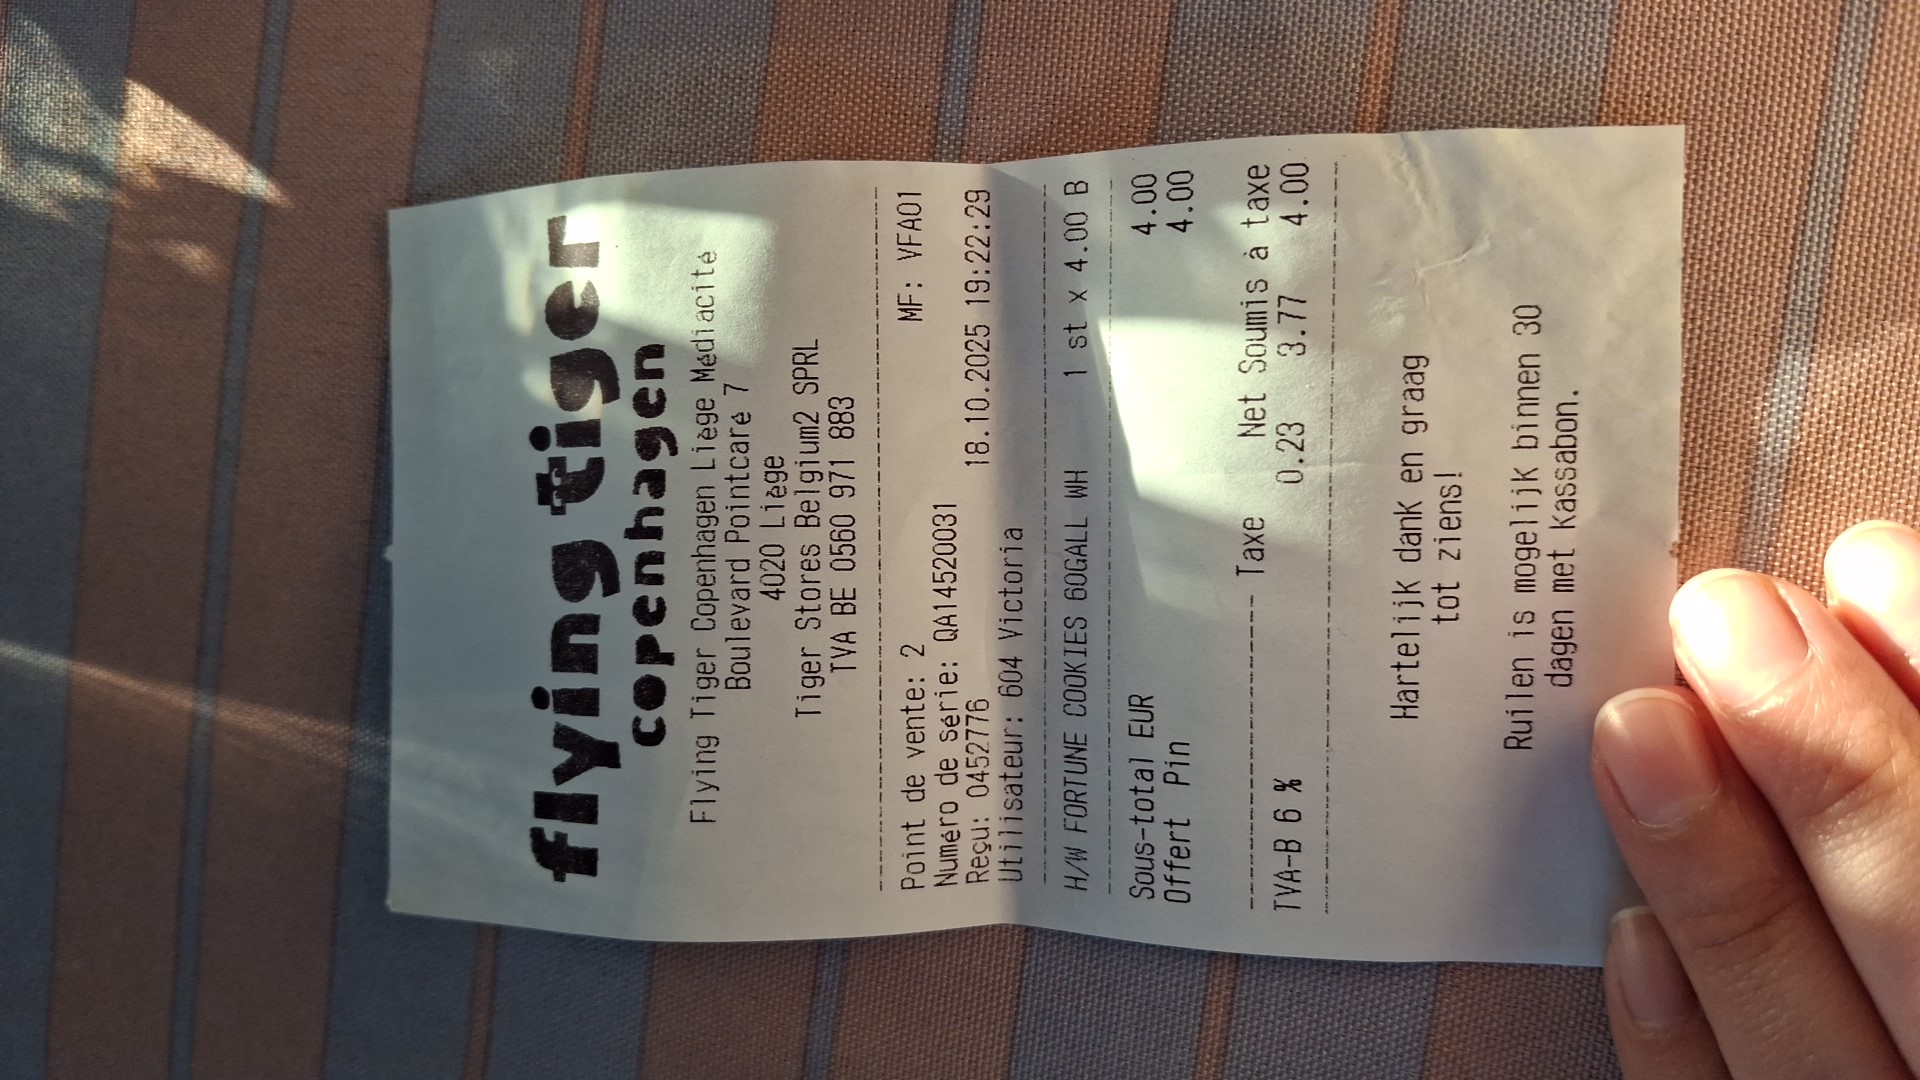 flying tiger
copenhagen
Flying Tiger Copenhagen Liège Médiacité
Boulevard Pointcaré 7
4020 Liège
Tiger Stores Belgium2 SPRL
TVA BE 0560 971 883
Point de vente: 2 MF: VFA01
Numéro de série: QA14520031
Reçu: 0452776 18.10.2025 19:22:29
Utilisateur: 604 Victoria
H/W FORTUNE COOKIES 60GALL WH 1 st x 4.00 B
Sous-total EUR 4.00
Offert Pin 4.00
Taxe Net Soumis à taxe
TVA-B 6 % 0.23 3.77 4.00
Hartelijk dank en graag
tot ziens!
Ruilen is mogelijk binnen 30
dagen met Kassabon.